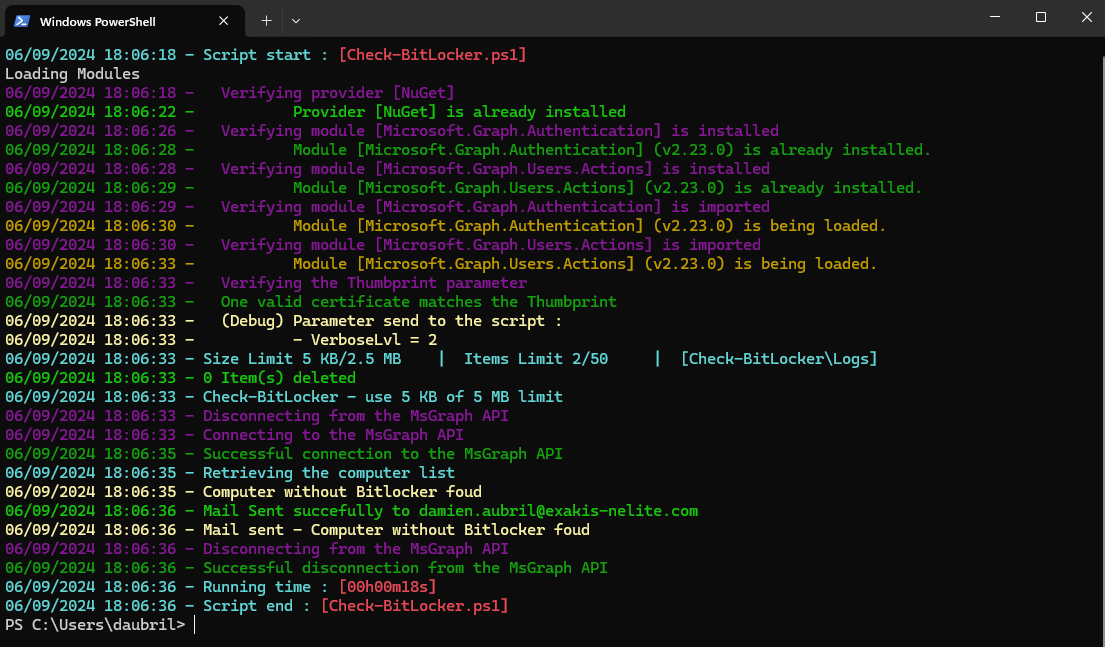 Windows PowerShell
06/09/2024 18:06:18 - Script start : [Check-BitLocker.ps1]
Loading Modules
06/09/2024 18:06:18 -   Verifying provider [NuGet]
06/09/2024 18:06:22 -           Provider [NuGet] is already installed
06/09/2024 18:06:26 -   Verifying module [Microsoft.Graph.Authentication] is installed
06/09/2024 18:06:28 -           Module [Microsoft.Graph.Authentication] (v2.23.0) is already installed.
06/09/2024 18:06:28 -   Verifying module [Microsoft.Graph.Users.Actions] is installed
06/09/2024 18:06:29 -           Module [Microsoft.Graph.Users.Actions] (v2.23.0) is already installed.
06/09/2024 18:06:29 -   Verifying module [Microsoft.Graph.Authentication] is imported
06/09/2024 18:06:30 -           Module [Microsoft.Graph.Authentication] (v2.23.0) is being loaded.
06/09/2024 18:06:30 -   Verifying module [Microsoft.Graph.Users.Actions] is imported
06/09/2024 18:06:33 -           Module [Microsoft.Graph.Users.Actions] (v2.23.0) is being loaded.
06/09/2024 18:06:33 -   Verifying the Thumbprint parameter
06/09/2024 18:06:33 -   One valid certificate matches the Thumbprint
06/09/2024 18:06:33 -   (Debug) Parameter send to the script :
06/09/2024 18:06:33 -           - VerboseLvl = 2
06/09/2024 18:06:33 - Size Limit 5 KB/2.5 MB    |  Items Limit 2/50     |  [Check-BitLocker\Logs]
06/09/2024 18:06:33 - 0 Item(s) deleted
06/09/2024 18:06:33 - Check-BitLocker - use 5 KB of 5 MB limit
06/09/2024 18:06:33 - Disconnecting from the MsGraph API
06/09/2024 18:06:33 - Connecting to the MsGraph API
06/09/2024 18:06:35 - Successful connection to the MsGraph API
06/09/2024 18:06:35 - Retrieving the computer list
06/09/2024 18:06:35 - Computer without Bitlocker foud
06/09/2024 18:06:36 - Mail Sent succefully to damien.aubril@exakis-nelite.com
06/09/2024 18:06:36 - Mail sent - Computer without Bitlocker foud
06/09/2024 18:06:36 - Disconnecting from the MsGraph API
06/09/2024 18:06:36 - Successful disconnection from the MsGraph API
06/09/2024 18:06:36 - Running time : [00h00m18s]
06/09/2024 18:06:36 - Script end : [Check-BitLocker.ps1]
PS C:\Users\daubril>